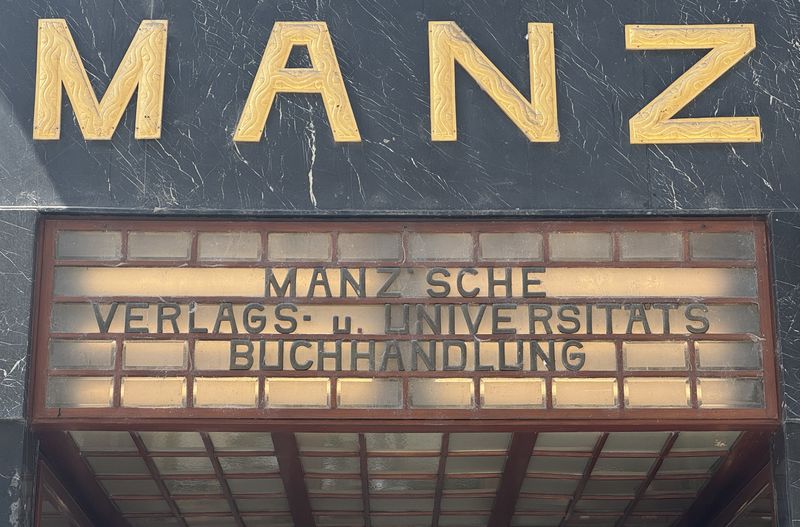 MANZ
MANZ'SCHE
VERLAGS- u. UNIVERSITÄTS
BUCHHANDLUNG